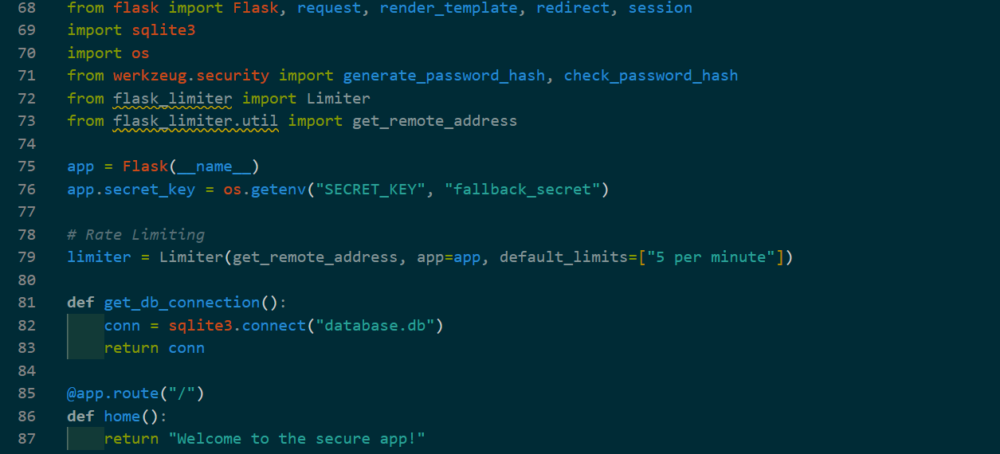 68 from flask import Flask, request, render_template, redirect, session
69 import sqlite3
70 import os
71 from werkzeug.security import generate_password_hash, check_password_hash
72 from flask_limiter import Limiter
73 from flask_limiter.util import get_remote_address
74
75 app = Flask(__name__)
76 app.secret_key = os.getenv("SECRET_KEY", "fallback_secret")
77
78 # Rate Limiting
79 limiter = Limiter(get_remote_address, app=app, default_limits=["5 per minute"])
80
81 def get_db_connection():
82     conn = sqlite3.connect("database.db")
83     return conn
84
85 @app.route("/")
86 def home():
87     return "Welcome to the secure app!"